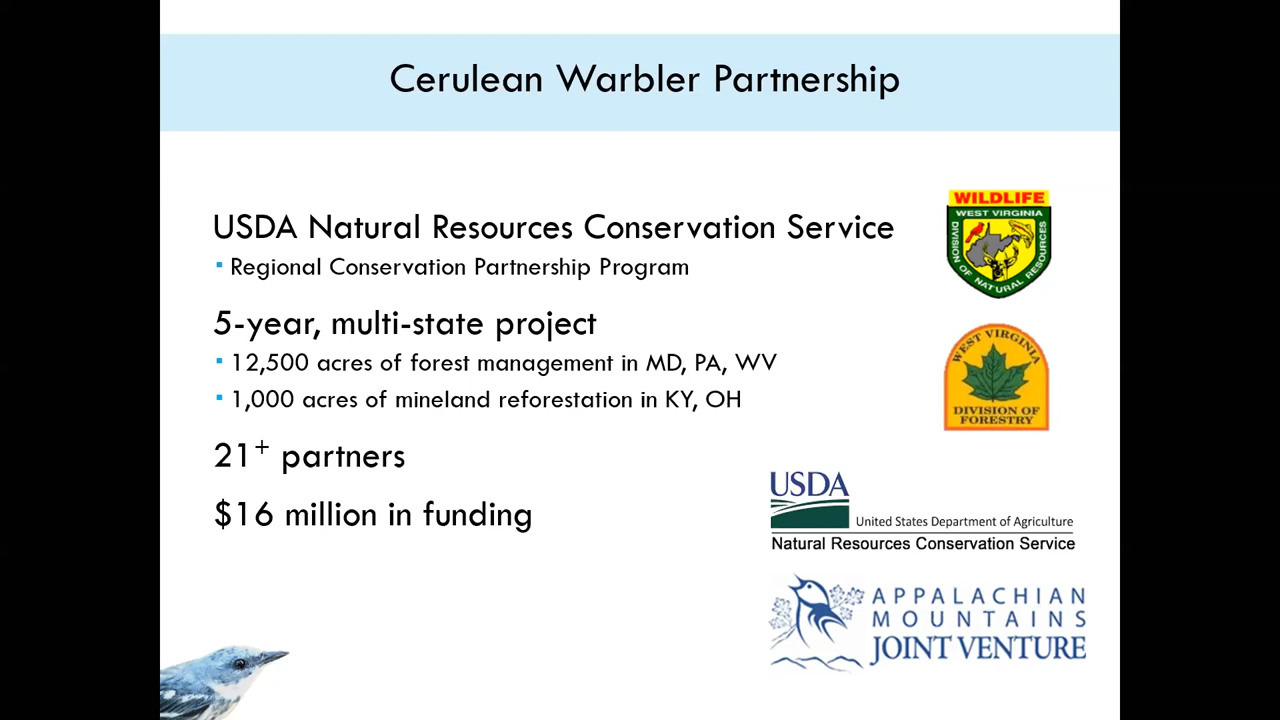 Cerulean Warbler Partnership
USDA Natural Resources Conservation Service
Regional Conservation Partnership Program
5-year, multi-state project
12,500 acres of forest management in MD, PA, WV
1,000 acres of mineland reforestation in KY, OH
21+ partners
$16 million in funding
WILDLIFE
WEST VIRGINIA
DIVISION OF NATURAL RESOURCES
WEST VIRGINIA
DIVISION OF
FORESTRY
USDA
United States Department of Agriculture
Natural Resources Conservation Service
APPALACHIAN
MOUNTAINS
JOINT VENTURE